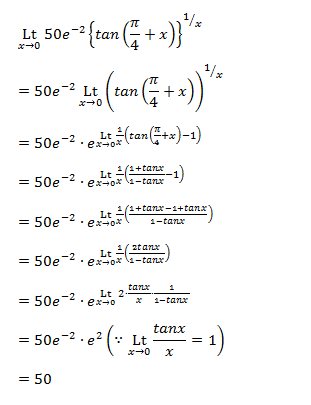 Lt x→0 50e⁻² {tan(π/4 + x)}^(1/x)
= 50e⁻² Lt x→0 (tan(π/4 + x))^(1/x)
= 50e⁻² · e^(Lt x→0 1/x (tan(π/4 + x) − 1))
= 50e⁻² · e^(Lt x→0 1/x ((1+tanx)/(1−tanx) − 1))
= 50e⁻² · e^(Lt x→0 1/x ((1+tanx−1+tanx)/(1−tanx)))
= 50e⁻² · e^(Lt x→0 1/x (2tanx/(1−tanx)))
= 50e⁻² · e^(Lt x→0 2 · tanx/x · 1/(1−tanx))
= 50e⁻² · e² (∵ Lt x→0 tanx/x = 1)
= 50